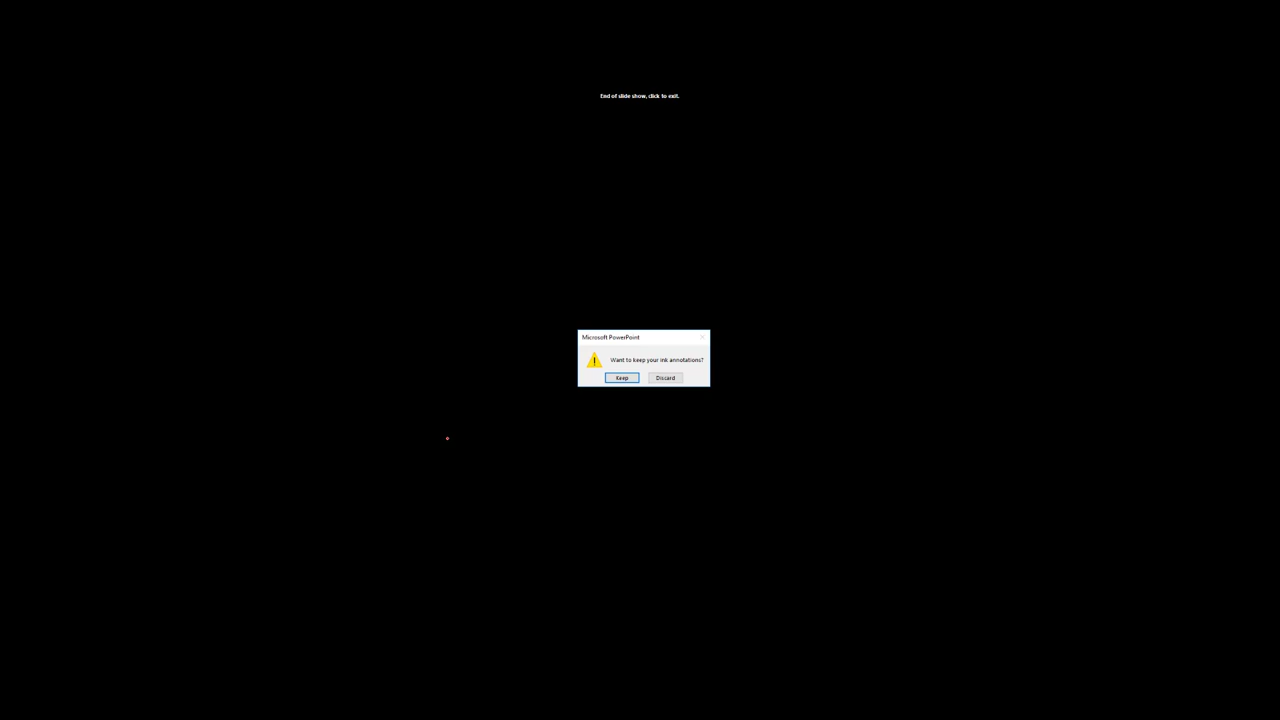 End of slide show, click to exit.
Microsoft PowerPoint
Want to keep your ink annotations?
Keep
Discard